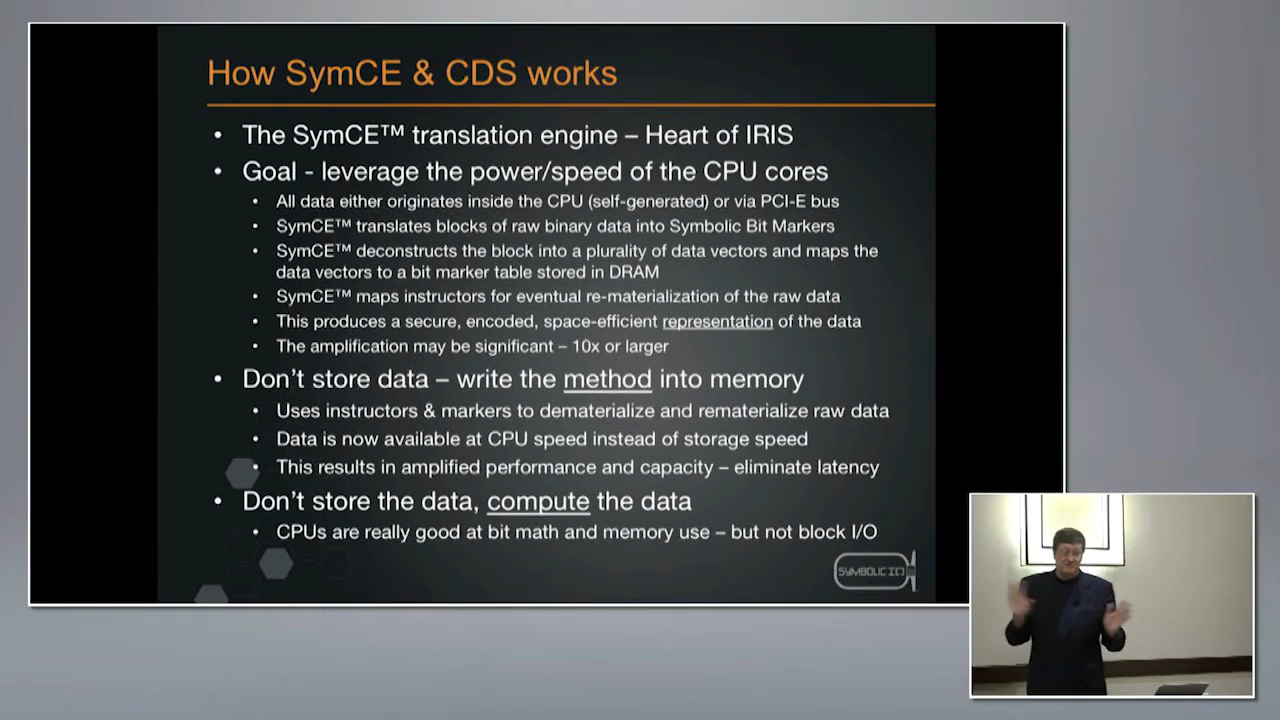 How SymCE & CDS works
• The SymCE™ translation engine – Heart of IRIS
• Goal - leverage the power/speed of the CPU cores
• All data either originates inside the CPU (self-generated) or via PCI-E bus
• SymCE™ translates blocks of raw binary data into Symbolic Bit Markers
• SymCE™ deconstructs the block into a plurality of data vectors and maps the
data vectors to a bit marker table stored in DRAM
• SymCE™ maps instructors for eventual re-materialization of the raw data
• This produces a secure, encoded, space-efficient representation of the data
• The amplification may be significant – 10x or larger
• Don't store data – write the method into memory
• Uses instructors & markers to dematerialize and rematerialize raw data
• Data is now available at CPU speed instead of storage speed
• This results in amplified performance and capacity – eliminate latency
• Don't store the data, compute the data
• CPUs are really good at bit math and memory use – but not block I/O
SYMBOLIC IO